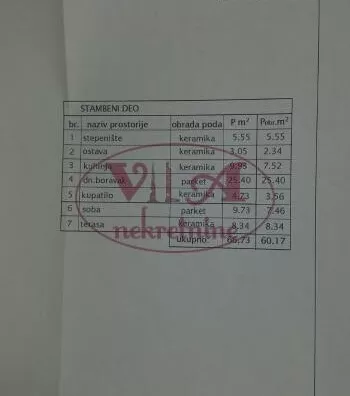 STAMBENI DEO
br. naziv prostorije obrada poda P m² Pobr.m²
1 stepenište keramika 5.55 5.55
2 ostava keramika 3.05 2.34
3 kuhinja keramika 9.93 7.52
4 dn.boravak parket 25.40 25.40
5 kupatilo keramika 4.73 3.56
6 soba parket 9.73 7.46
7 terasa keramika 8.34 8.34
ukupno: 66.73 60.17
VILLA
nekretnine